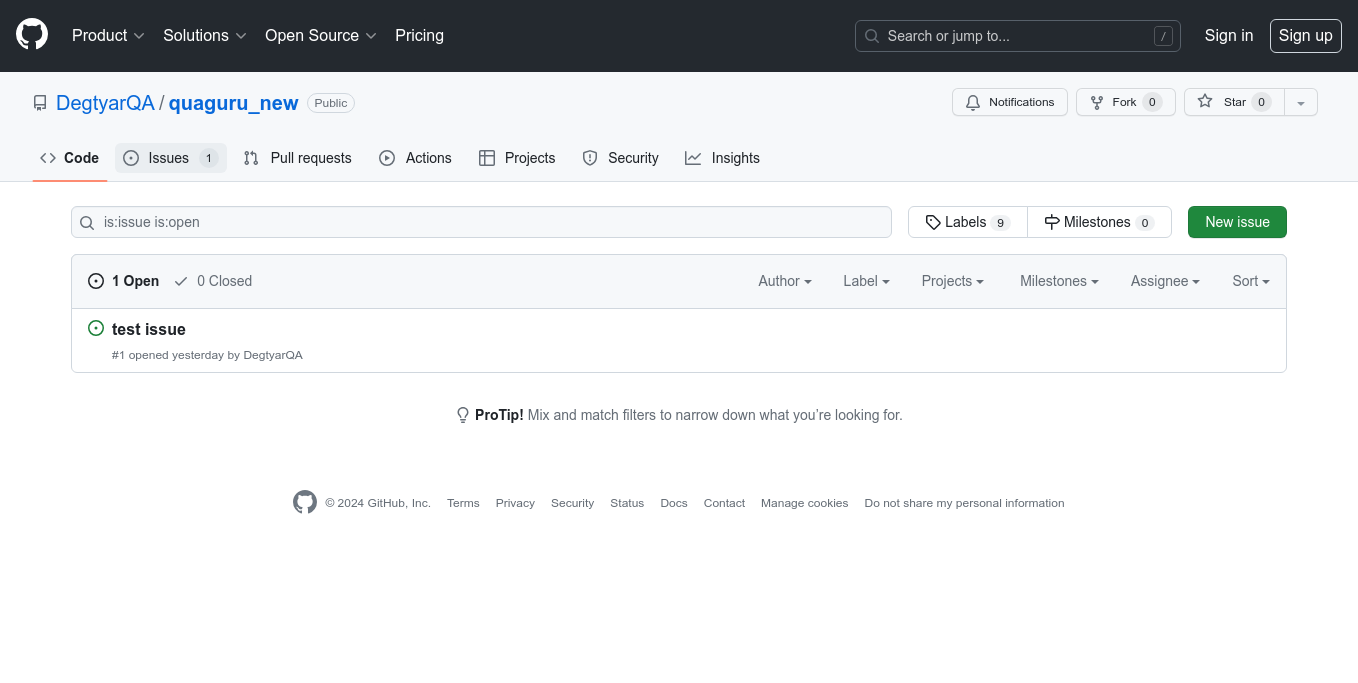 Product Solutions Open Source Pricing Search or jump to... / Sign in Sign up
DegtyarQA / quaguru_new Public Notifications Fork 0 Star 0
Code Issues 1 Pull requests Actions Projects Security Insights
is:issue is:open Labels 9 Milestones 0 New issue
1 Open 0 Closed Author Label Projects Milestones Assignee Sort
test issue
#1 opened yesterday by DegtyarQA
ProTip! Mix and match filters to narrow down what you’re looking for.
© 2024 GitHub, Inc. Terms Privacy Security Status Docs Contact Manage cookies Do not share my personal information